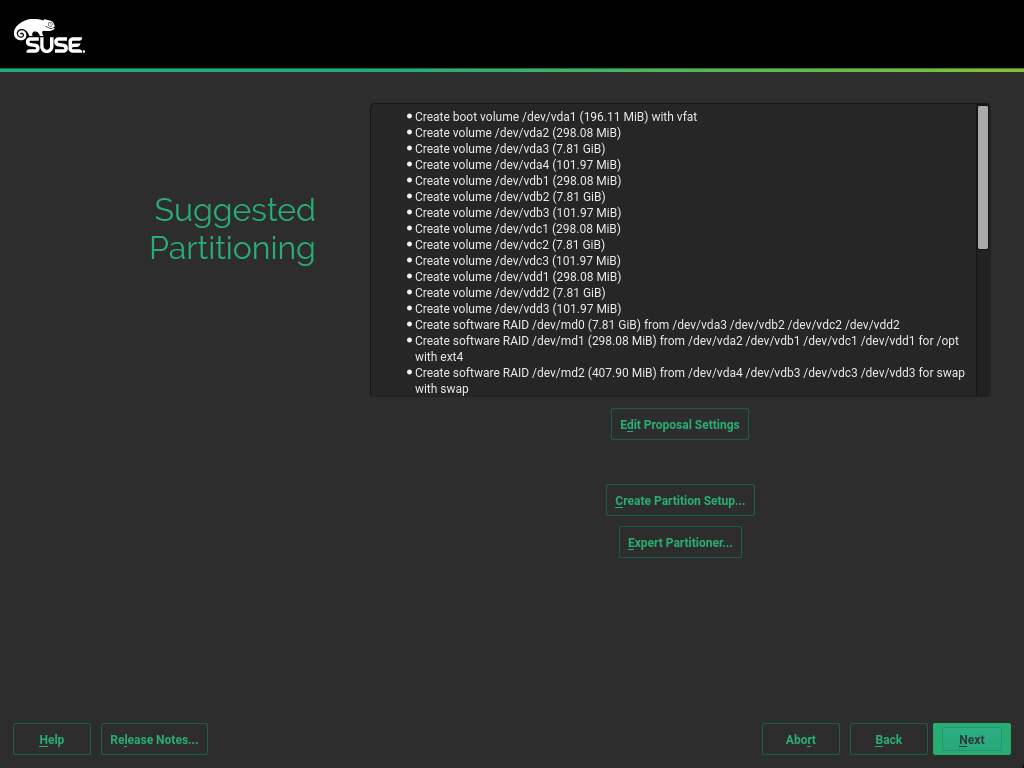 SUSE.
Suggested
Partitioning
Create boot volume /dev/vda1 (196.11 MiB) with vfat
Create volume /dev/vda2 (298.08 MiB)
Create volume /dev/vda3 (7.81 GiB)
Create volume /dev/vda4 (101.97 MiB)
Create volume /dev/vdb1 (298.08 MiB)
Create volume /dev/vdb2 (7.81 GiB)
Create volume /dev/vdb3 (101.97 MiB)
Create volume /dev/vdc1 (298.08 MiB)
Create volume /dev/vdc2 (7.81 GiB)
Create volume /dev/vdc3 (101.97 MiB)
Create volume /dev/vdd1 (298.08 MiB)
Create volume /dev/vdd2 (7.81 GiB)
Create volume /dev/vdd3 (101.97 MiB)
Create software RAID /dev/md0 (7.81 GiB) from /dev/vda3 /dev/vdb2 /dev/vdc2 /dev/vdd2
Create software RAID /dev/md1 (298.08 MiB) from /dev/vda2 /dev/vdb1 /dev/vdc1 /dev/vdd1 for /opt
with ext4
Create software RAID /dev/md2 (407.90 MiB) from /dev/vda4 /dev/vdb3 /dev/vdc3 /dev/vdd3 for swap
with swap
Edit Proposal Settings
Create Partition Setup...
Expert Partitioner...
Help
Release Notes...
Abort
Back
Next